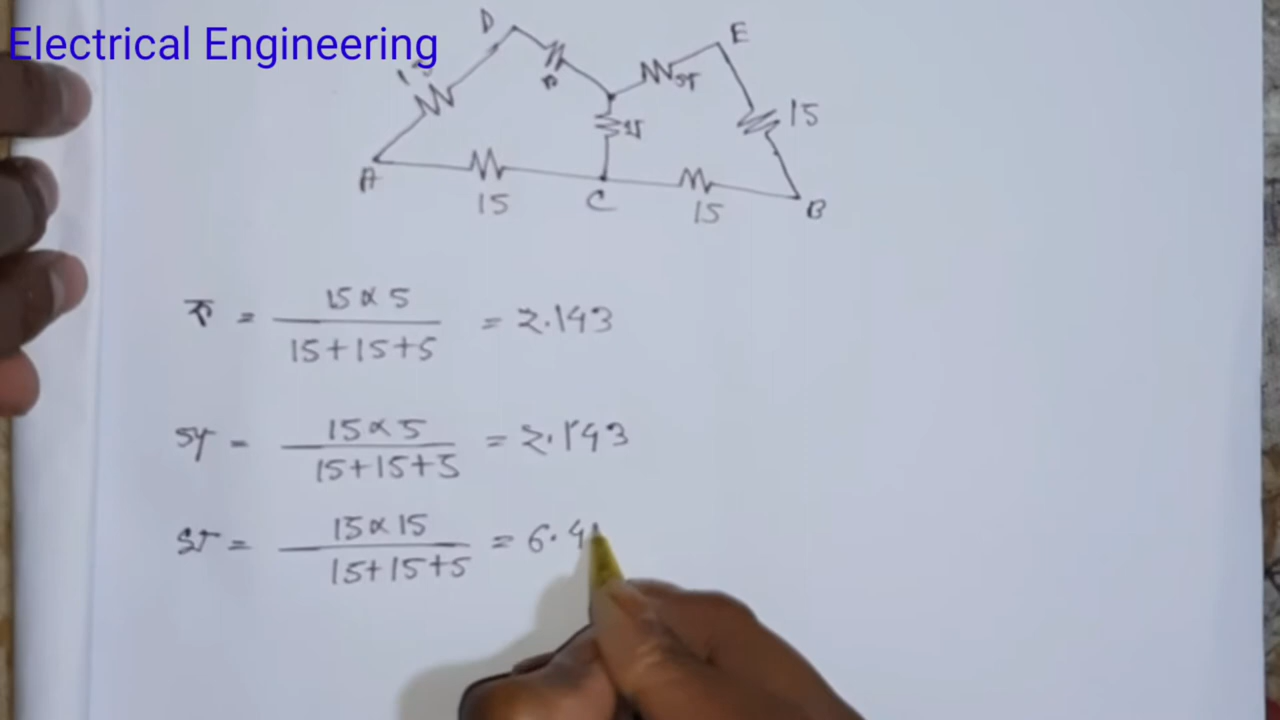 Electrical Engineering
D
E
15
A
15
C
15
B
ক = 15 × 5 / 15+15+5 = 2.143
= 15 × 5 / 15+15+5 = 2.143
= 15 × 15 / 15+15+5 = 6.4